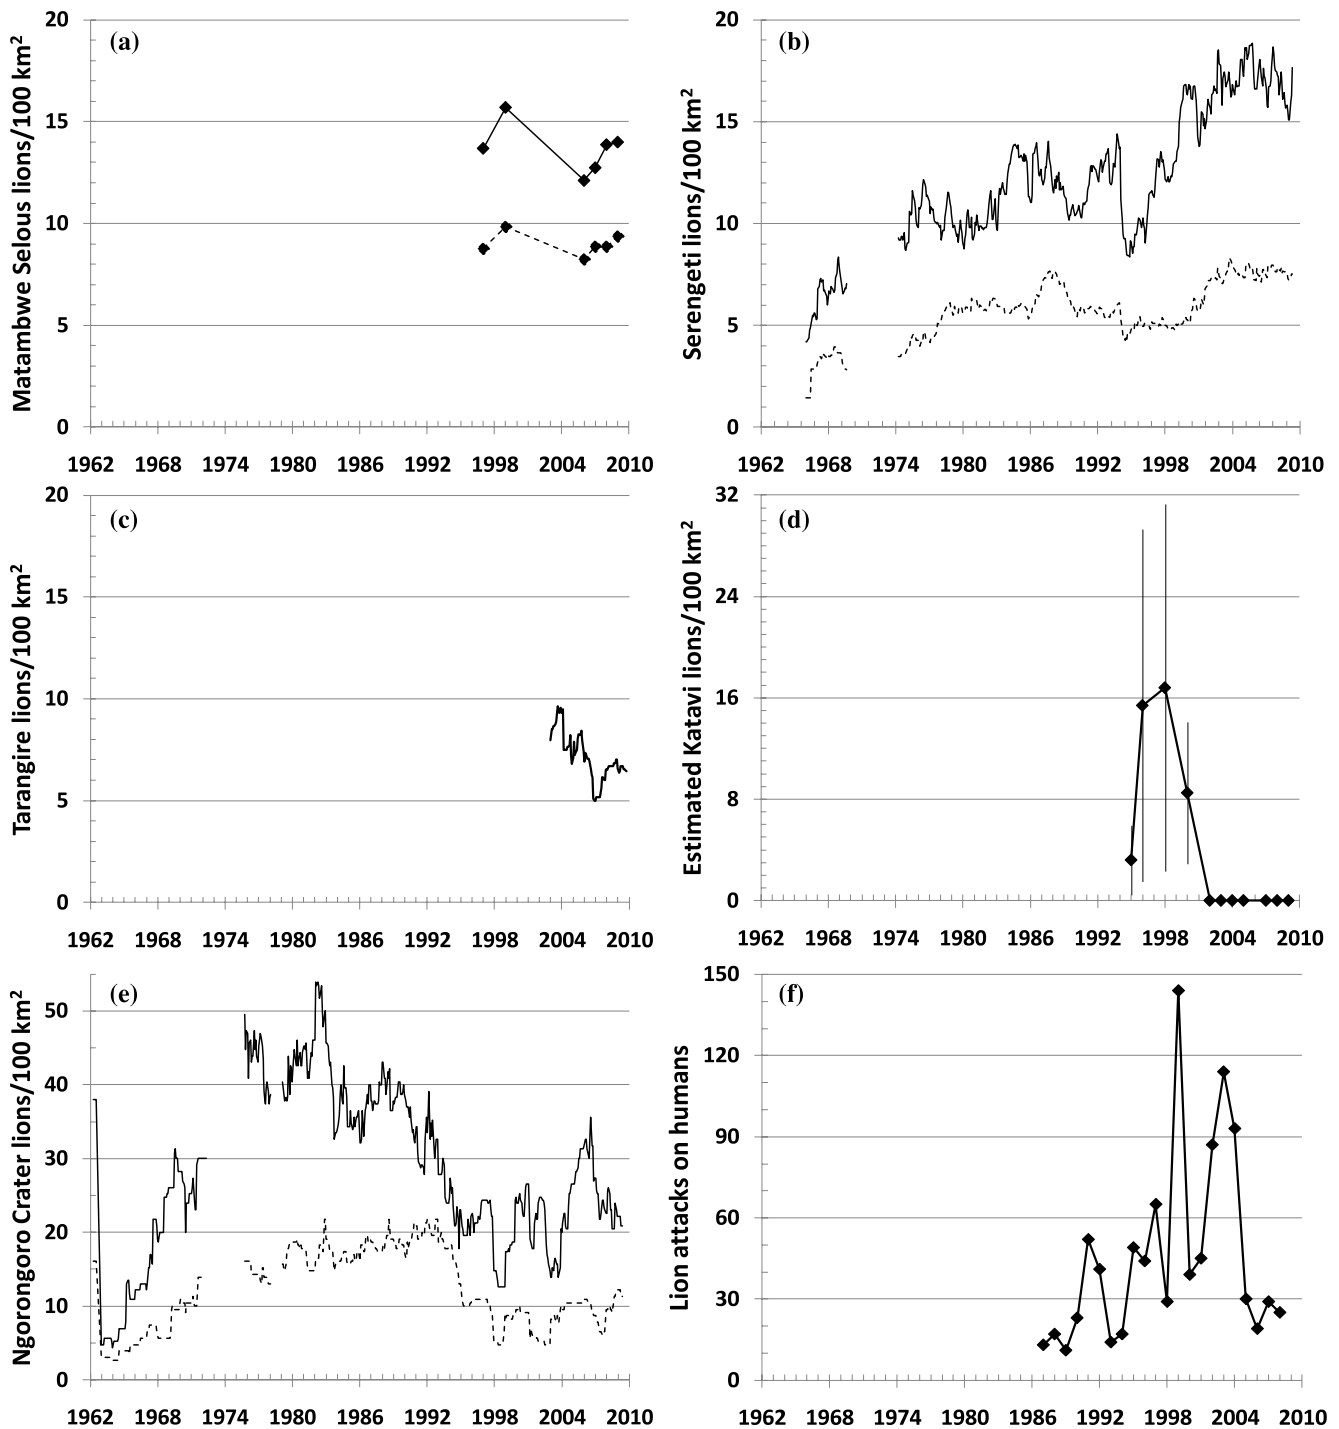 (a)
Matambwe Selous lions/100 km²
20
15
10
5
0
1962 1968 1974 1980 1986 1992 1998 2004 2010
(b)
Serengeti lions/100 km²
20
15
10
5
0
1962 1968 1974 1980 1986 1992 1998 2004 2010
(c)
Tarangire lions/100 km²
20
15
10
5
0
1962 1968 1974 1980 1986 1992 1998 2004 2010
(d)
Estimated Katavi lions/100 km²
32
24
16
8
0
1962 1968 1974 1980 1986 1992 1998 2004 2010
(e)
Ngorongoro Crater lions/100 km²
50
40
30
20
10
0
1962 1968 1974 1980 1986 1992 1998 2004 2010
(f)
Lion attacks on humans
150
120
90
60
30
0
1962 1968 1974 1980 1986 1992 1998 2004 2010